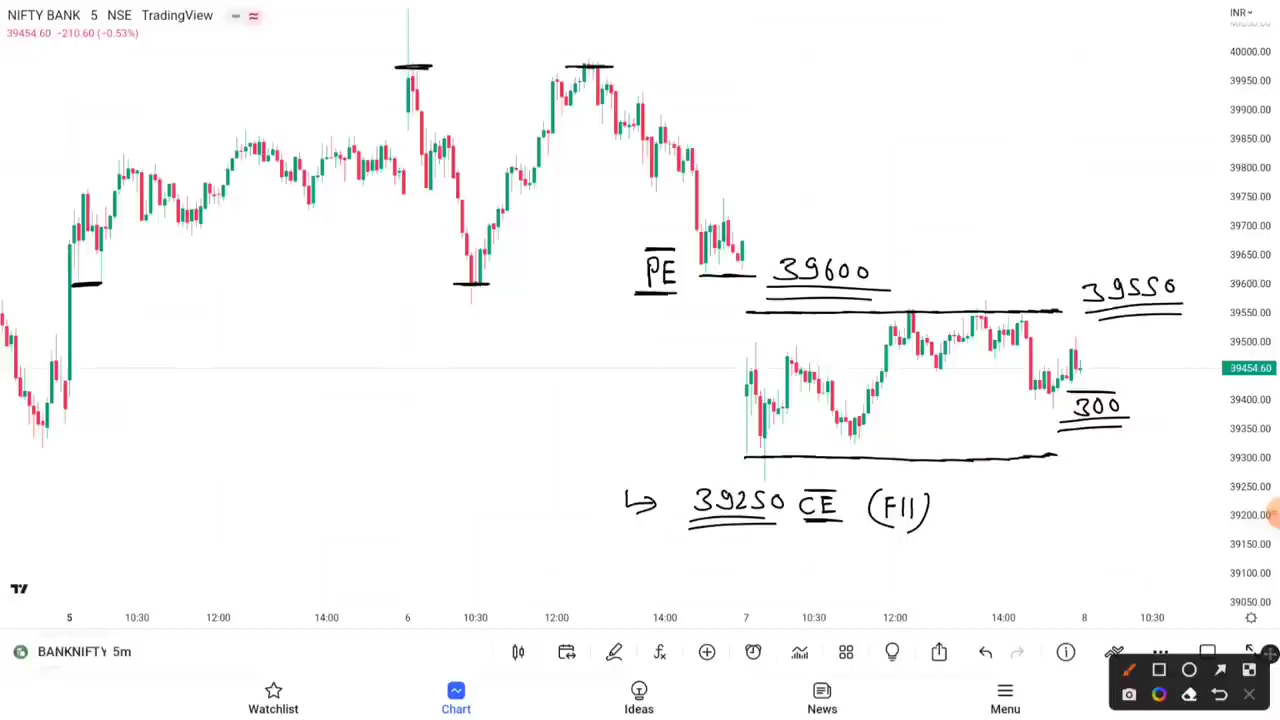 NIFTY BANK 5 NSE TradingView
39454.60 −210.60 (−0.53%)
INR
40000.00
39950.00
39900.00
39850.00
39800.00
39750.00
39700.00
39650.00
39600.00
39550.00
39500.00
39454.60
39400.00
39350.00
39300.00
39250.00
39200.00
39150.00
39100.00
39050.00
PE
39600
39550
300
39250 CE (FII)
5 10:30 12:00 14:00 6 10:30 12:00 14:00 7 10:30 12:00 14:00 8 10:30
BANKNIFTY 5m
Watchlist Chart Ideas News Menu